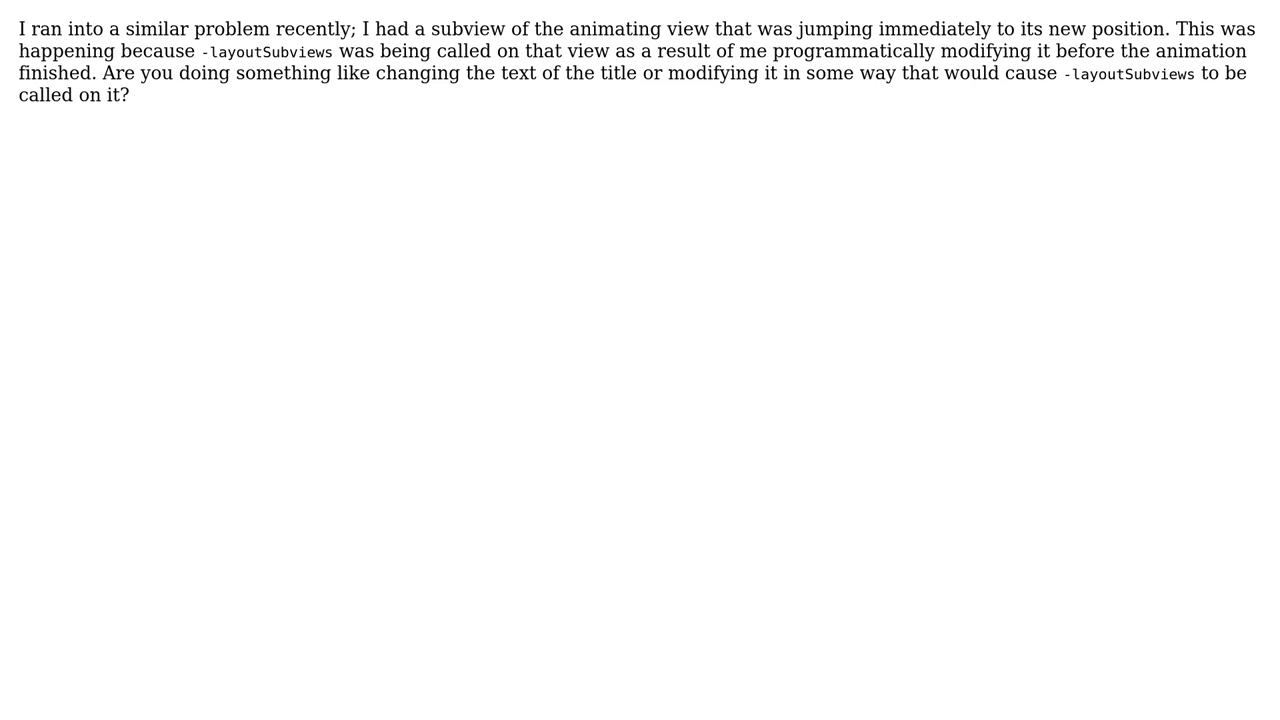 I ran into a similar problem recently; I had a subview of the animating view that was jumping immediately to its new position. This was
happening because -layoutSubviews was being called on that view as a result of me programmatically modifying it before the animation
finished. Are you doing something like changing the text of the title or modifying it in some way that would cause -layoutSubviews to be
called on it?